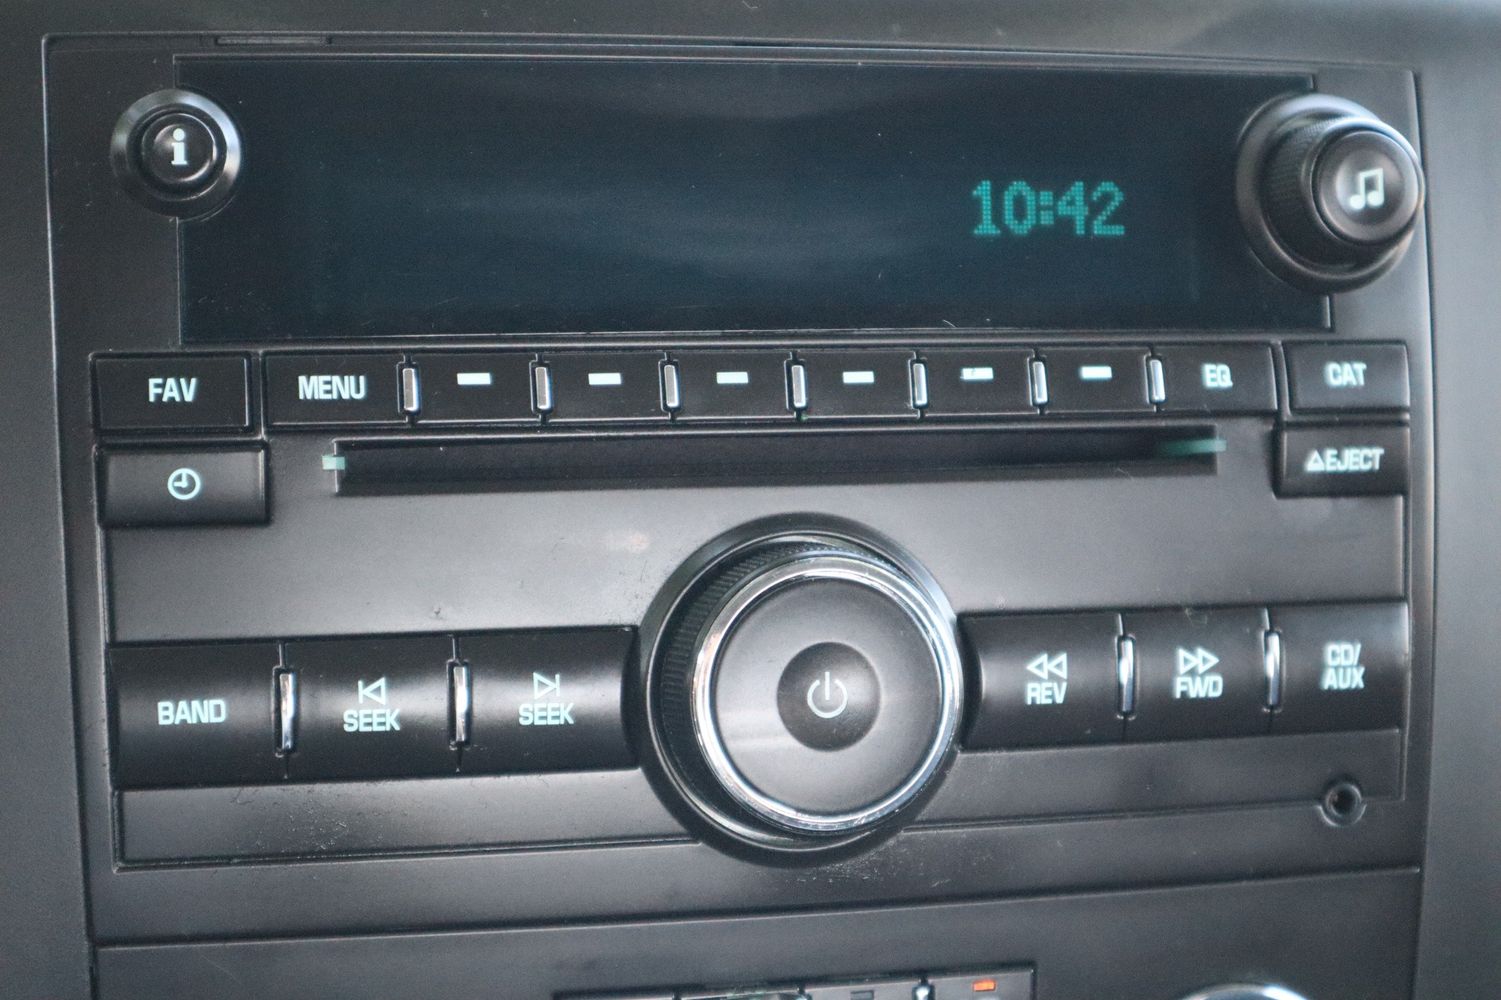 i
10:42
FAV
MENU
EQ
CAT
EJECT
BAND
SEEK
SEEK
REV
FWD
CD/
AUX